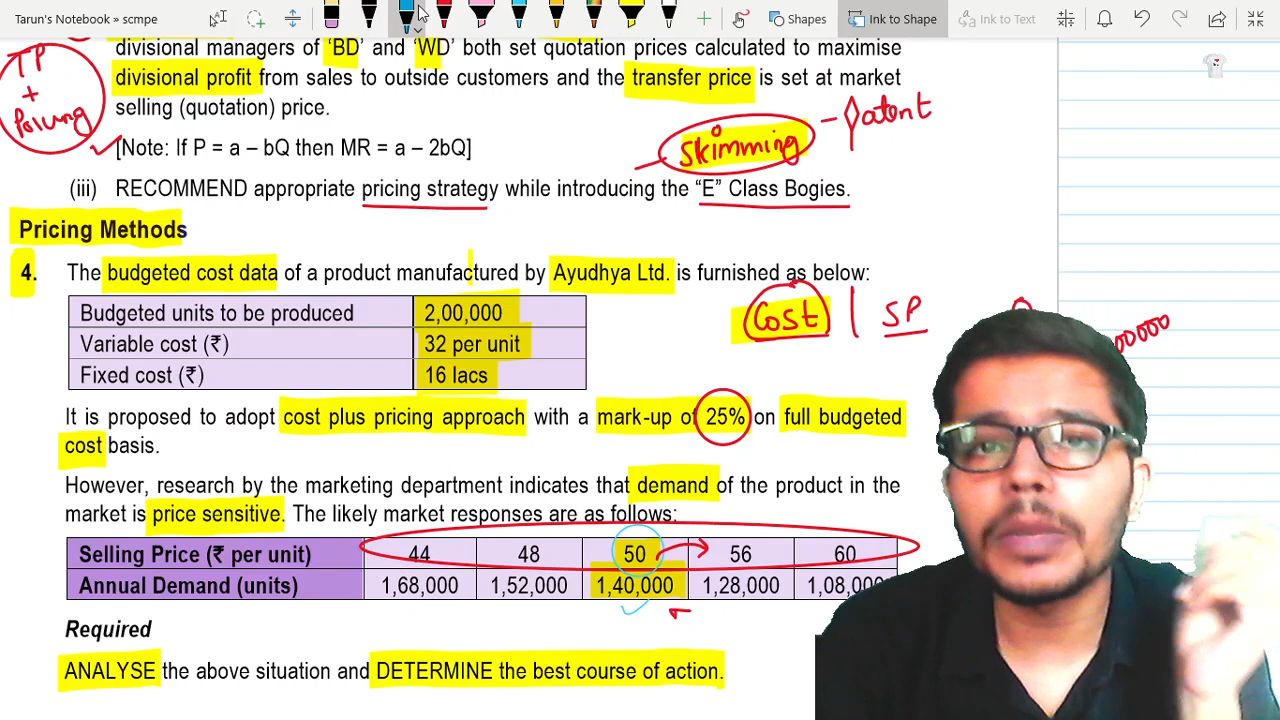 Tarun's Notebook » scmpe
Shapes
Ink to Shape
Ink to Text
divisional managers of 'BD' and 'WD' both set quotation prices calculated to maximise
divisional profit from sales to outside customers and the transfer price is set at market
selling (quotation) price.
TP
+
Pricing
Skimming - Patent
[Note: If P = a – bQ then MR = a – 2bQ]
(iii) RECOMMEND appropriate pricing strategy while introducing the "E" Class Bogies.
Pricing Methods
4. The budgeted cost data of a product manufactured by Ayudhya Ltd. is furnished as below:
Budgeted units to be produced 2,00,000
Variable cost (₹) 32 per unit
Fixed cost (₹) 16 lacs
Cost | SP
It is proposed to adopt cost plus pricing approach with a mark-up of 25% on full budgeted
cost basis.
However, research by the marketing department indicates that demand of the product in the
market is price sensitive. The likely market responses are as follows:
Selling Price (₹ per unit) 44 48 50 56 60
Annual Demand (units) 1,68,000 1,52,000 1,40,000 1,28,000 1,08,000
Required
ANALYSE the above situation and DETERMINE the best course of action.